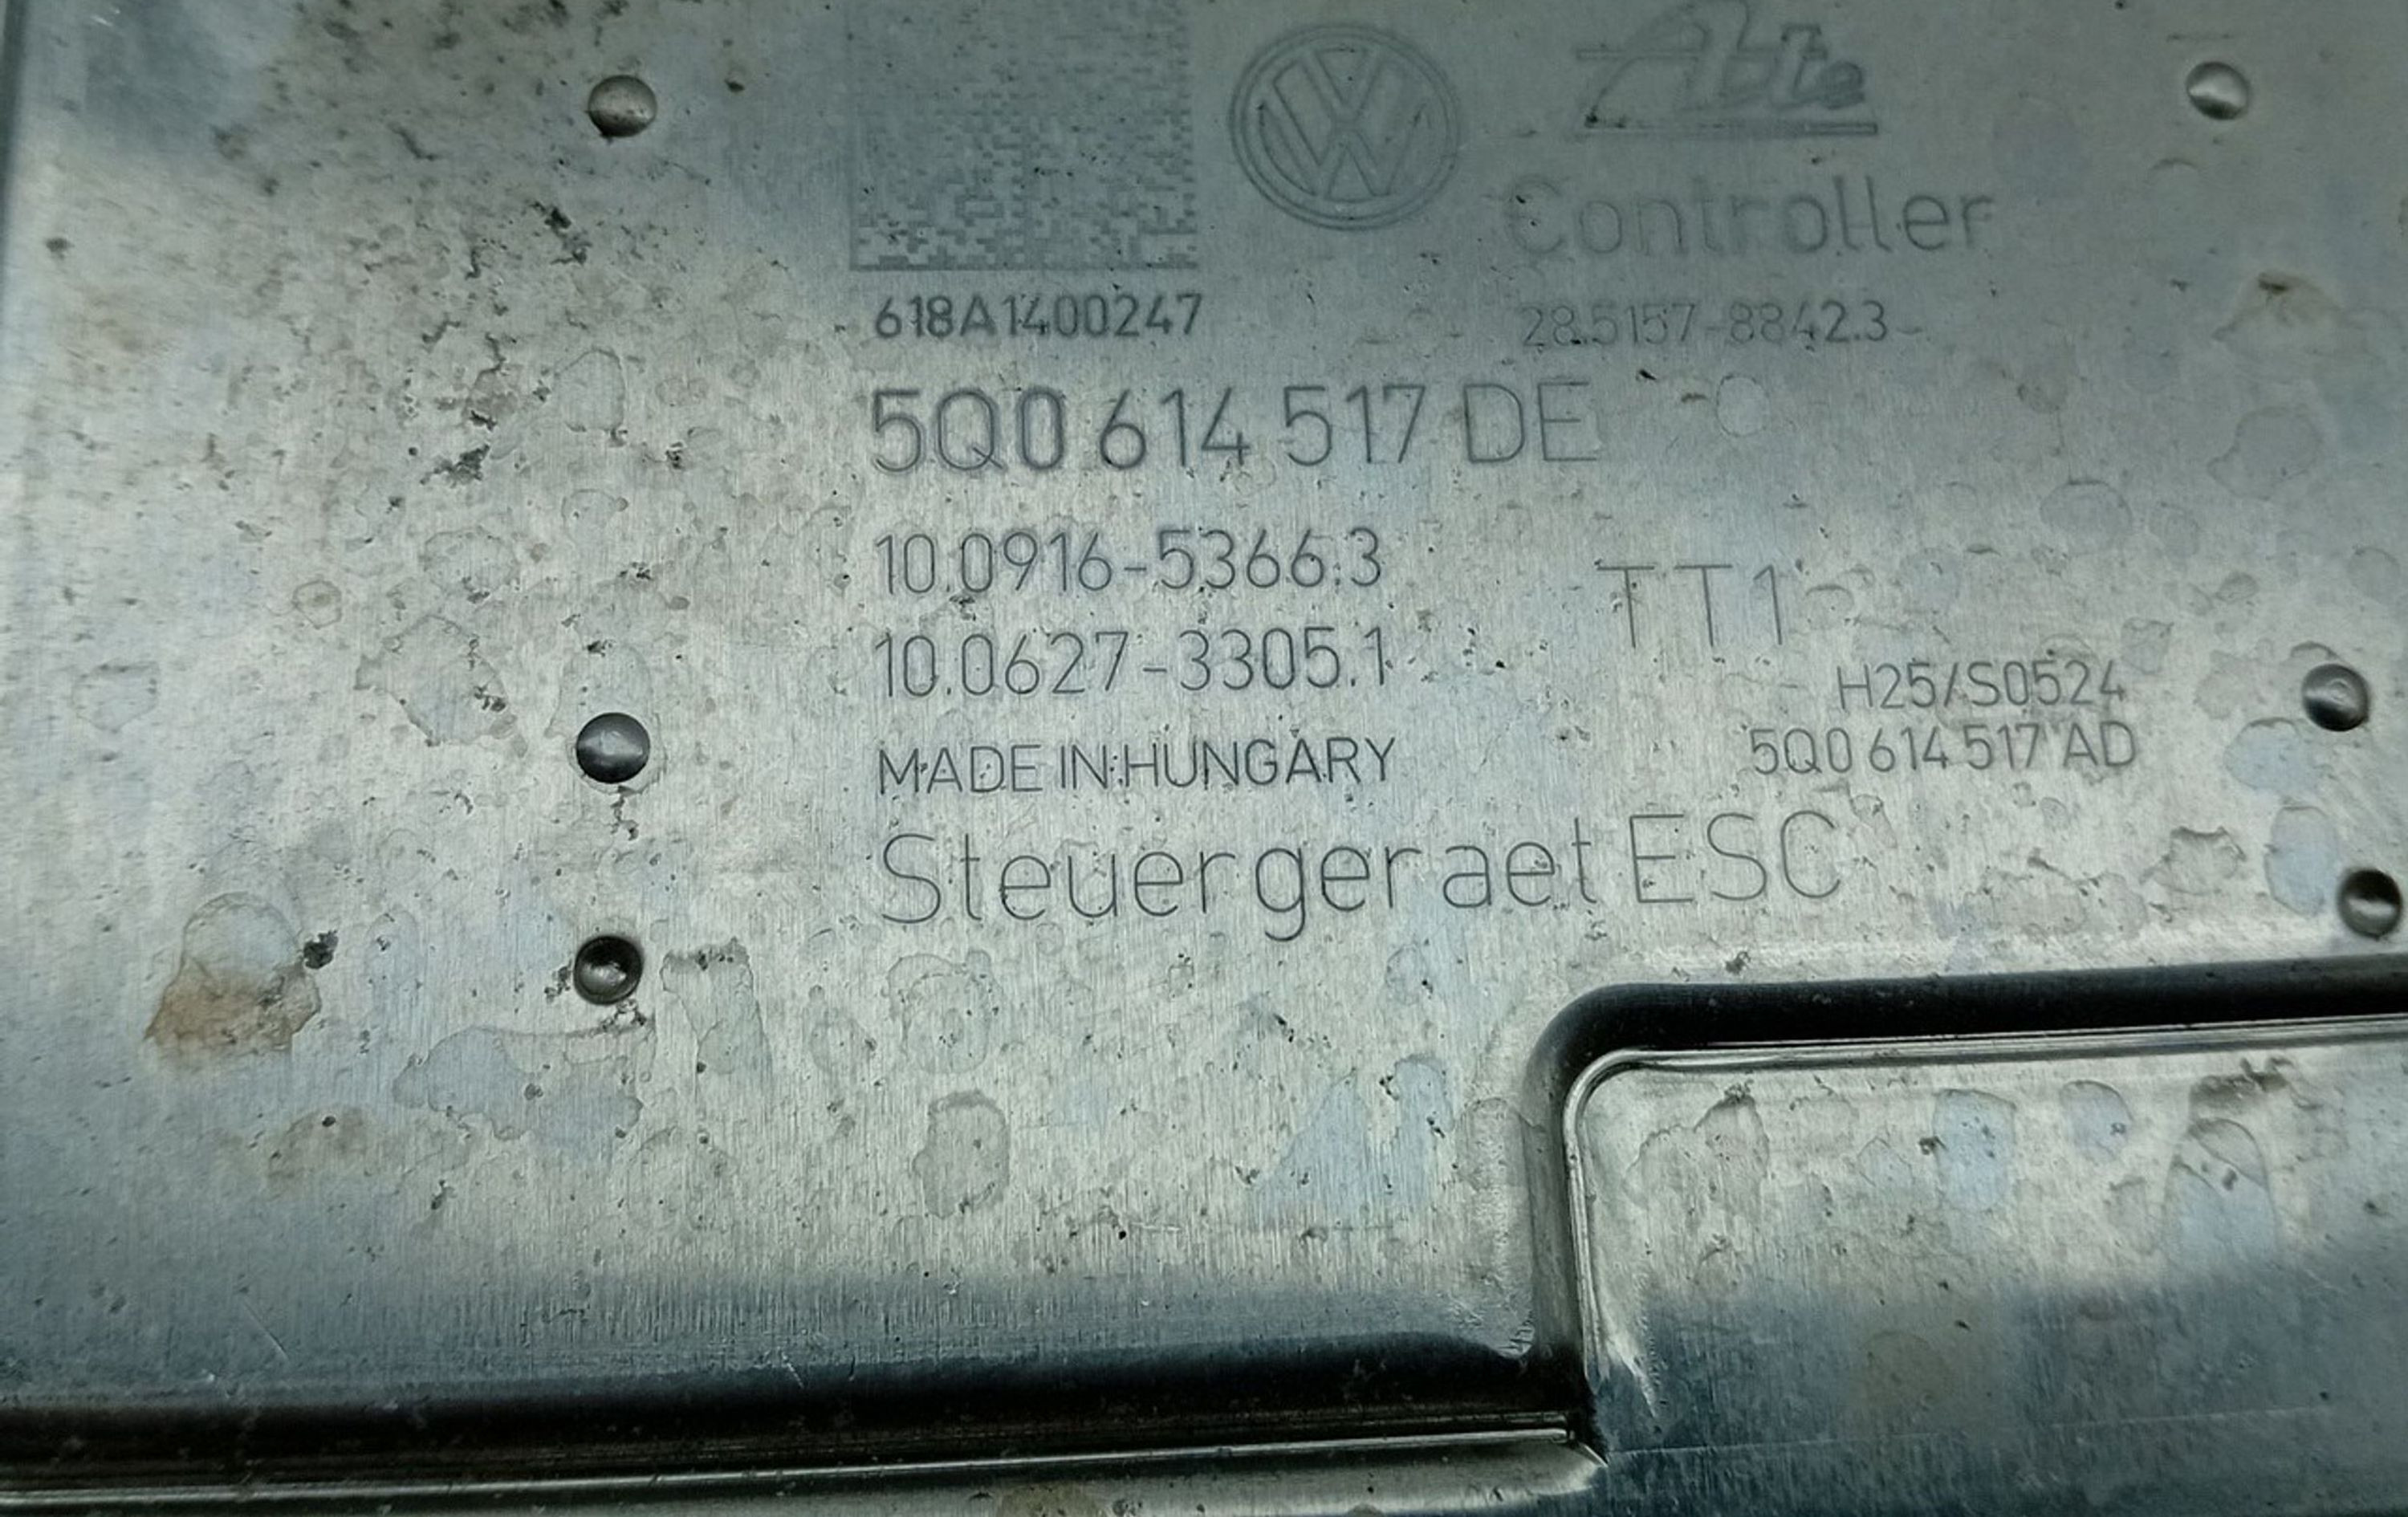 Ate
Controller
618A1400247
28.5157-8842.3
5Q0 614 517 DE
10.0916-5366.3
10.0627-3305.1
TT1
H25/S0524
5Q0 614 517 AD
MADE IN HUNGARY
Steuergeraet ESC